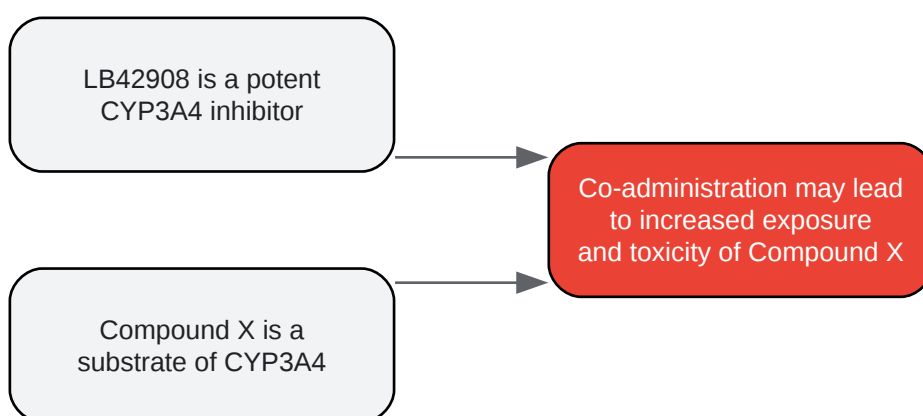 LB42908 is a potent
CYP3A4 inhibitor
Co-administration may lead
to increased exposure
and toxicity of Compound X
Compound X is a
substrate of CYP3A4